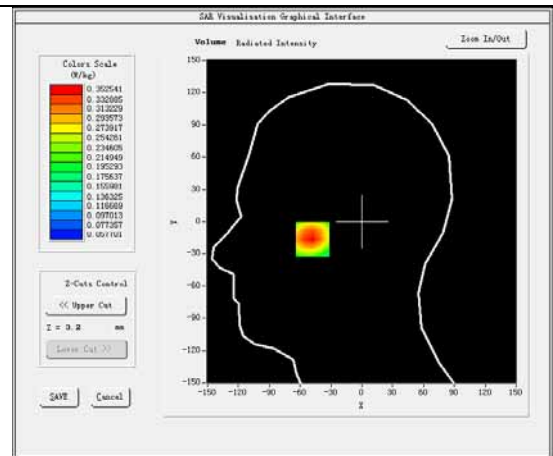 SAR Visualisation Graphical Interface
Colors Scale
(W/kg)
0.352541
0.332885
0.313229
0.293573
0.273917
0.254261
0.234605
0.214949
0.195293
0.175637
0.155981
0.136325
0.116669
0.097013
0.077357
0.057701
Z-Cuts Control
<< Upper Cut
Z = 3.2 mm
Lower Cut >>
SAVE Cancel
Volume Radiated Intensity
Zoom In/Out
150
120
90
60
30
0
-30
-60
-90
-120
-150
Y
-150 -120 -90 -60 -30 0 30 60 90 120 150
X